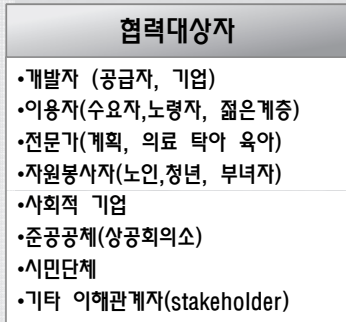 협력대상자
•개발자 (공급자, 기업)
•이용자(수요자,노령자, 젊은계층)
•전문가(계획, 의료 탁아 육아)
•자원봉사자(노인,청년, 부녀자)
•사회적 기업
•준공공체(상공회의소)
•시민단체
•기타 이해관계자(stakeholder)